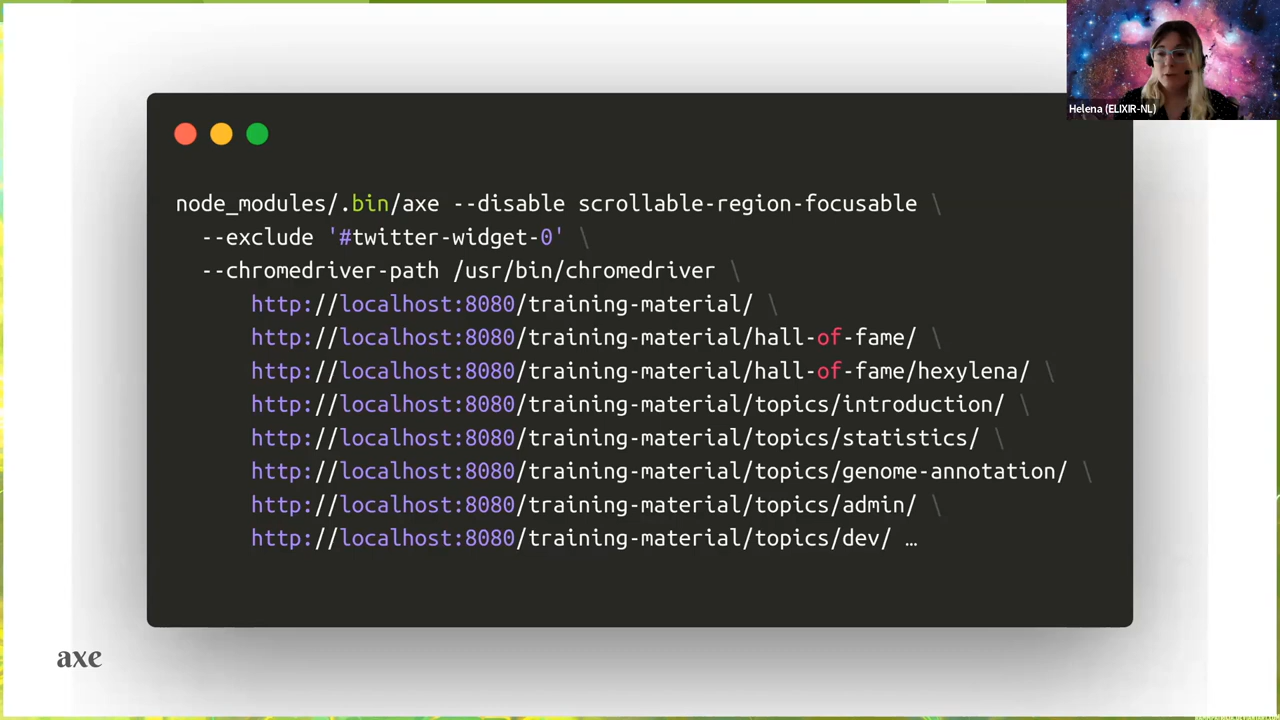 Helena (ELIXIR-NL)
node_modules/.bin/axe --disable scrollable-region-focusable \
--exclude '#twitter-widget-0' \
--chromedriver-path /usr/bin/chromedriver \
http://localhost:8080/training-material/ \
http://localhost:8080/training-material/hall-of-fame/ \
http://localhost:8080/training-material/hall-of-fame/hexylena/ \
http://localhost:8080/training-material/topics/introduction/ \
http://localhost:8080/training-material/topics/statistics/ \
http://localhost:8080/training-material/topics/genome-annotation/ \
http://localhost:8080/training-material/topics/admin/ \
http://localhost:8080/training-material/topics/dev/ …
axe